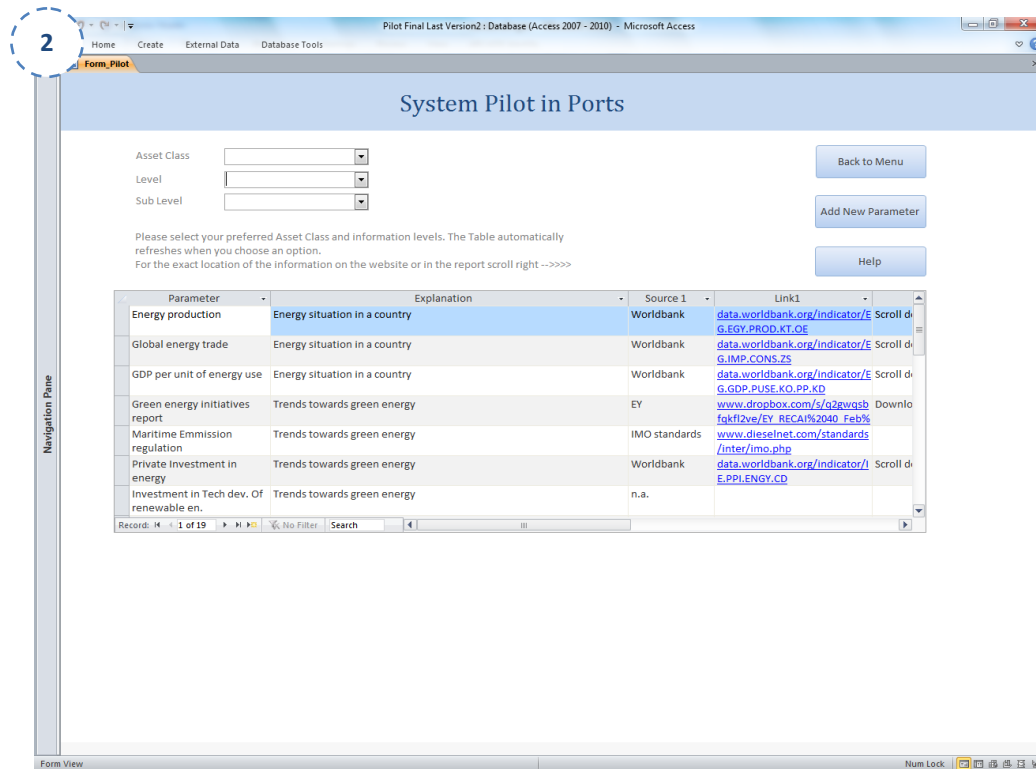 2
Pilot Final Last Version2 : Database (Access 2007 - 2010) - Microsoft Access
Home Create External Data Database Tools
Form_Pilot
System Pilot in Ports
Asset Class
Level
Sub Level
Back to Menu
Add New Parameter
Help
Please select your preferred Asset Class and information levels. The Table automatically
refreshes when you choose an option.
For the exact location of the information on the website or in the report scroll right -->>>>
Parameter Explanation Source 1 Link1
Energy production Energy situation in a country Worldbank data.worldbank.org/indicator/E Scroll d
G.EGY.PROD.KT.OE
Global energy trade Energy situation in a country Worldbank data.worldbank.org/indicator/E Scroll d
G.IMP.CONS.ZS
GDP per unit of energy use Energy situation in a country Worldbank data.worldbank.org/indicator/E Scroll d
G.GDP.PUSE.KO.PP.KD
Green energy initiatives Trends towards green energy EY www.dropbox.com/s/q2gwqsb Downlo
report fqkfl2ve/EY_RECAI%2040_Feb%
Maritime Emmission Trends towards green energy IMO standards www.dieselnet.com/standards
regulation /inter/imo.php
Private Investment in Trends towards green energy Worldbank data.worldbank.org/indicator/I Scroll d
energy E.PPI.ENGY.CD
Investment in Tech dev. Of Trends towards green energy n.a.
renewable en.
Record: 1 of 19 No Filter Search
Navigation Pane
Form View Num Lock